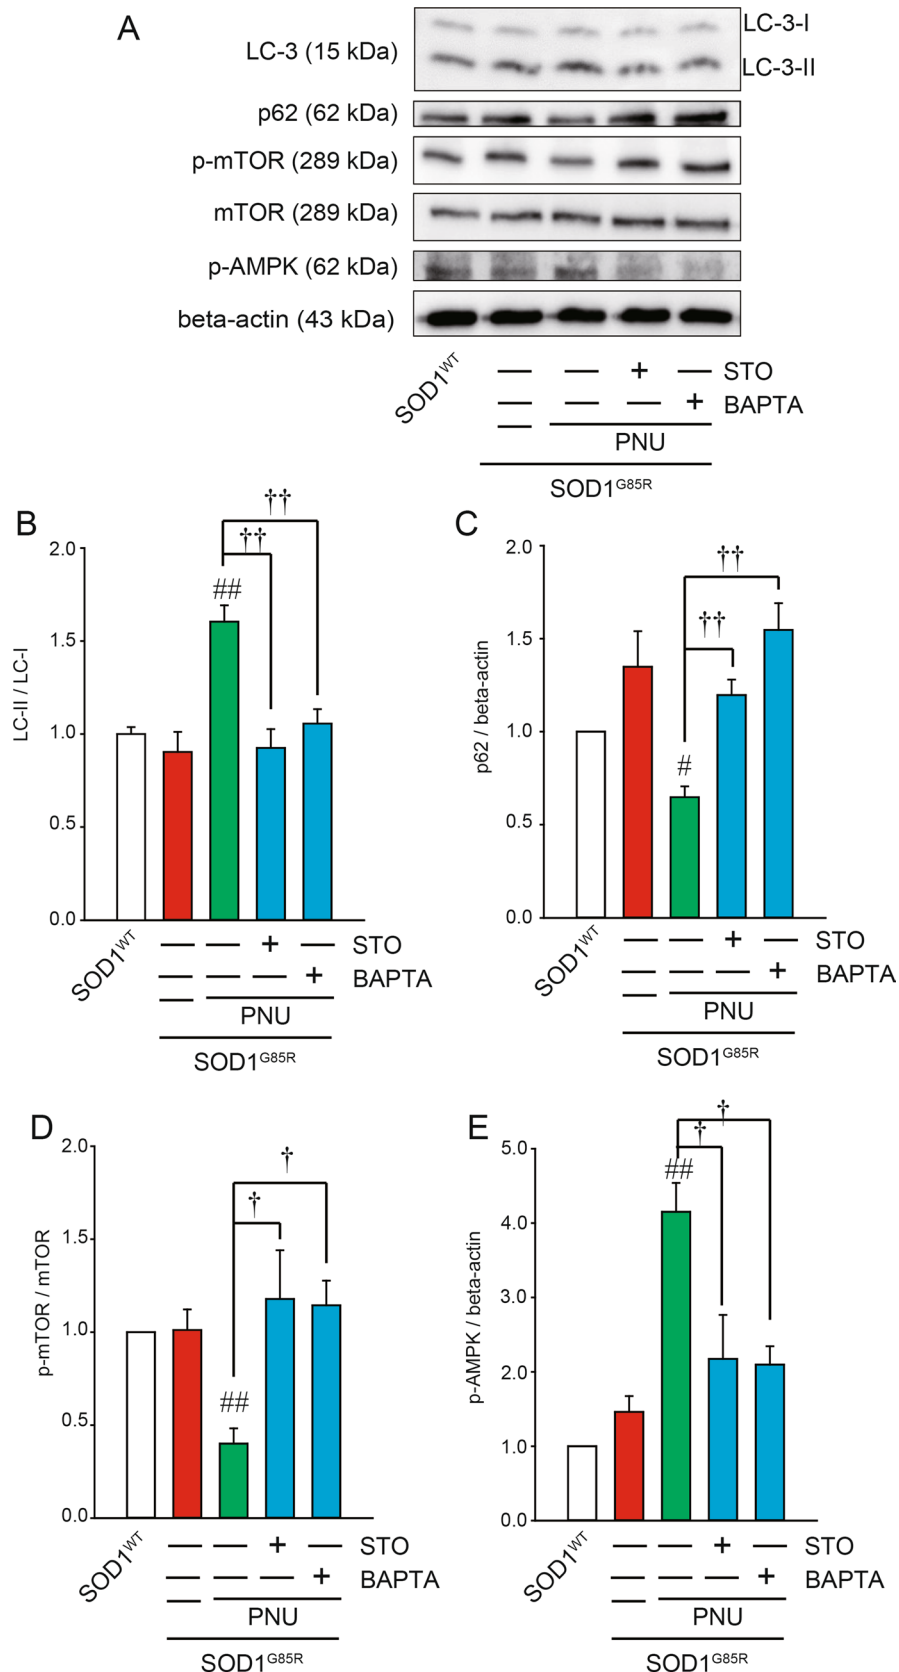 A
LC-3 (15 kDa)
LC-3-I
LC-3-II
p62 (62 kDa)
p-mTOR (289 kDa)
mTOR (289 kDa)
p-AMPK (62 kDa)
beta-actin (43 kDa)
SOD1WT
— — + — STO
— — — + BAPTA
— PNU
SOD1G85R
B
††
††
##
2.0
1.5
1.0
0.5
0.0
LC-II / LC-I
SOD1WT
— — + — STO
— — — + BAPTA
— PNU
SOD1G85R
C
††
††
#
2.0
1.5
1.0
0.5
0.0
p62 / beta-actin
SOD1WT
— — + — STO
— — — + BAPTA
— PNU
SOD1G85R
D
†
†
##
2.0
1.5
1.0
0.5
0.0
p-mTOR / mTOR
SOD1WT
— — + — STO
— — — + BAPTA
— PNU
SOD1G85R
E
†
†
##
5.0
4.0
3.0
2.0
1.0
0.0
p-AMPK / beta-actin
SOD1WT
— — + — STO
— — — + BAPTA
— PNU
SOD1G85R